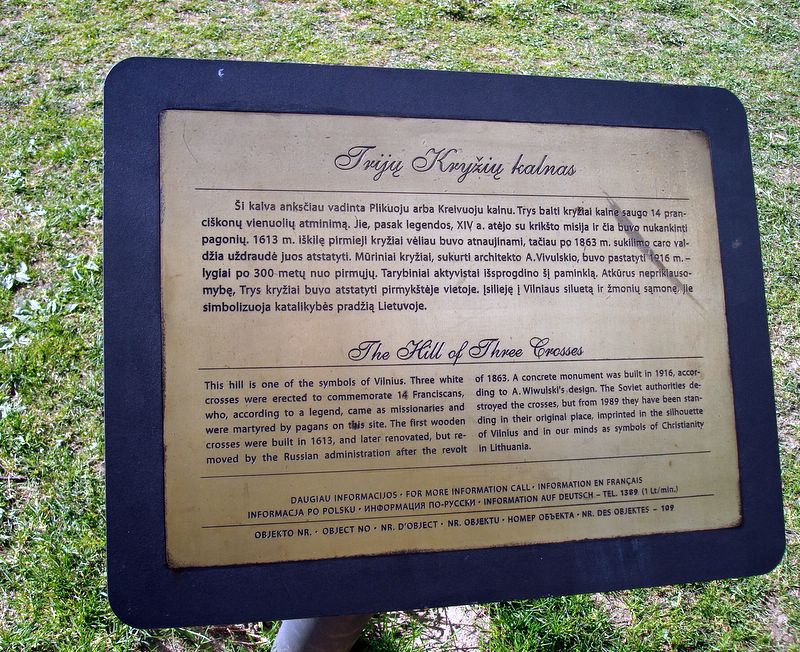 Trijų Kryžių kalnas
Ši kalva anksčiau vadinta Plikuoju arba Kreivuoju kalnu. Trys balti kryžiai kalne saugo 14 pran-
ciškonų vienuolių atminimą. Jie, pasak legendos, XIV a. atėjo su krikšto misija ir čia buvo nukankinti
pagonių. 1613 m. iškilę pirmieji kryžiai vėliau buvo atnaujinami, tačiau po 1863 m. sukilimo caro val-
džia uždraudė juos atstatyti. Mūriniai kryžiai, sukurti architekto A. Vivulskio, buvo pastatyti 1916 m. –
lygiai po 300 metų nuo pirmųjų. Tarybiniai aktyvistai išsprogdino šį paminklą. Atkūrus nepriklauso-
mybę, Trys kryžiai buvo atstatyti pirmykštėje vietoje. Įsilieję į Vilniaus siluetą ir žmonių sąmonę, jie
simbolizuoja katalikybės pradžią Lietuvoje.
The Hill of Three Crosses
This hill is one of the symbols of Vilnius. Three white
crosses were erected to commemorate 14 Franciscans,
who, according to a legend, came as missionaries and
were martyred by pagans on this site. The first wooden
crosses were built in 1613, and later renovated, but re-
moved by the Russian administration after the revolt
of 1863. A concrete monument was built in 1916, accor-
ding to A. Wiwulski's design. The Soviet authorities de-
stroyed the crosses, but from 1989 they have been stan-
ding in their original place, imprinted in the silhouette
of Vilnius and in our minds as symbols of Christianity
in Lithuania.
DAUGIAU INFORMACIJOS · FOR MORE INFORMATION CALL · INFORMATION EN FRANÇAIS
INFORMACJA PO POLSKU · ИНФОРМАЦИЯ ПО-РУССКИ · INFORMATION AUF DEUTSCH – TEL. 1389 (1 Lt/min.)
OBJEKTO NR. · OBJECT NO · NR. D'OBJECT · NR. OBJEKTU · НОМЕР ОБЪЕКТА · NR. DES OBJEKTES – 109